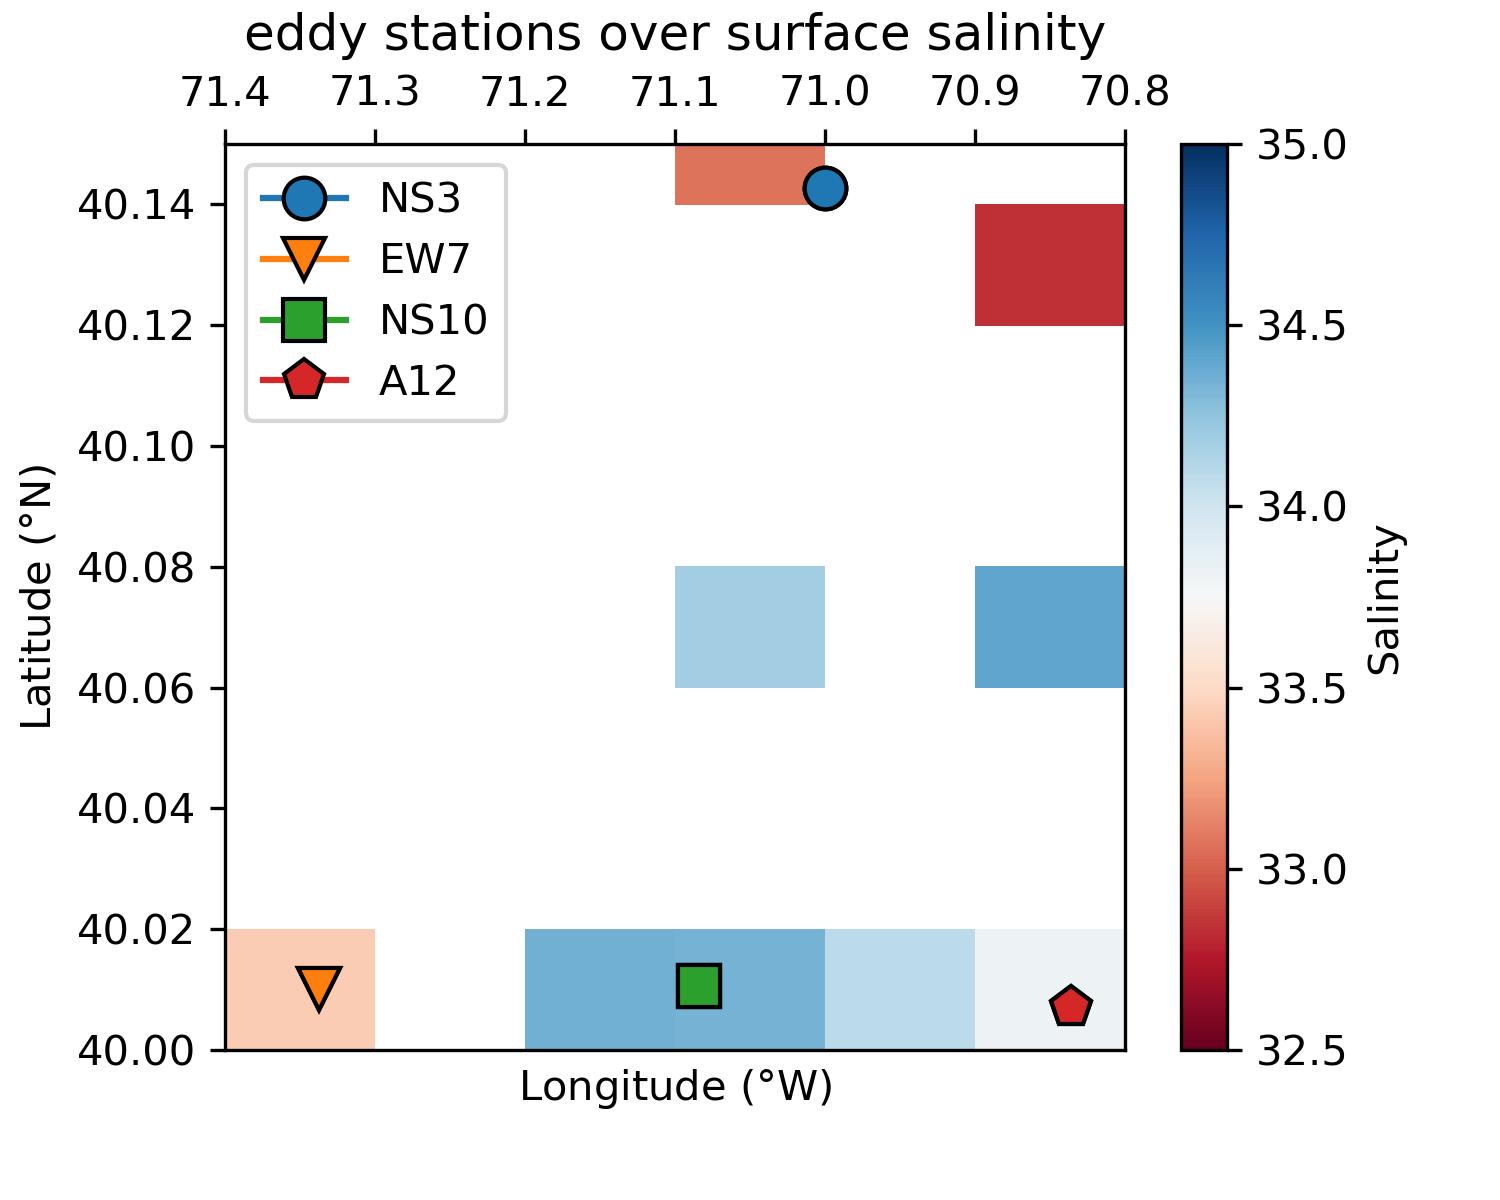 eddy stations over surface salinity
71.4 71.3 71.2 71.1 71.0 70.9 70.8
NS3
EW7
NS10
A12
40.14
40.12
40.10
40.08
40.06
40.04
40.02
40.00
Latitude (°N)
Longitude (°W)
35.0
34.5
34.0
33.5
33.0
32.5
Salinity